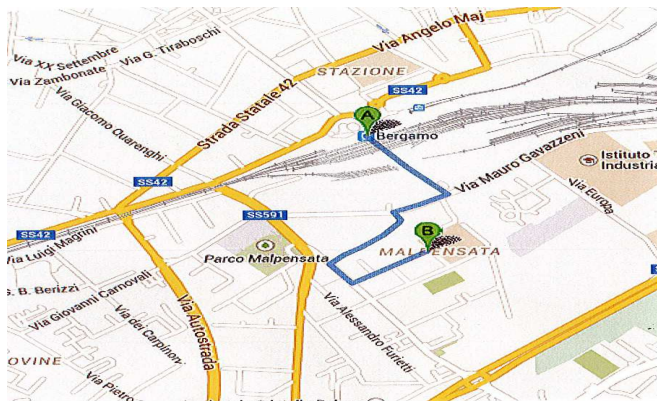 Via Angelo Maj
Via G. Tiraboschi
Via XX Settembre
Via Zambonate
STAZIONE
Strada Statale 42
SS42
Via Giacomo Quarenghi
A
Bergamo
Istituto
Industria
Via Mauro Gavazzeni
Via Europa
SS42
SS591
B
SS42
Via Luigi Magrini
Parco Malpensata
MALPENSATA
S. B. Berizzi
Via Giovanni Carnovali
Via Autostrada
Via Alessandro Furietti
Via dei Carpinoni
OVINE
Via Pietro